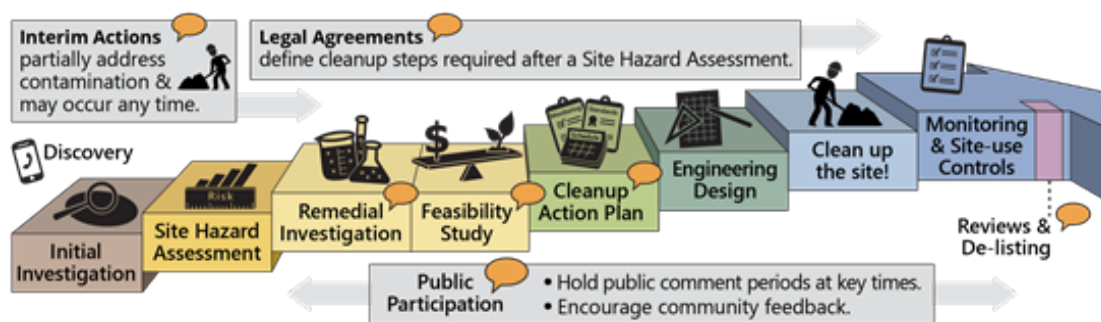 Interim Actions
partially address
contamination &
may occur any time.
Legal Agreements
define cleanup steps required after a Site Hazard Assessment.
Discovery
Initial
Investigation
Risk
Site Hazard
Assessment
Remedial
Investigation
$
Feasibility
Study
Standards
Schedule
Cleanup
Action Plan
Engineering
Design
Clean up
the site!
Monitoring
& Site-use
Controls
Reviews &
De-listing
Public
Participation
• Hold public comment periods at key times.
• Encourage community feedback.